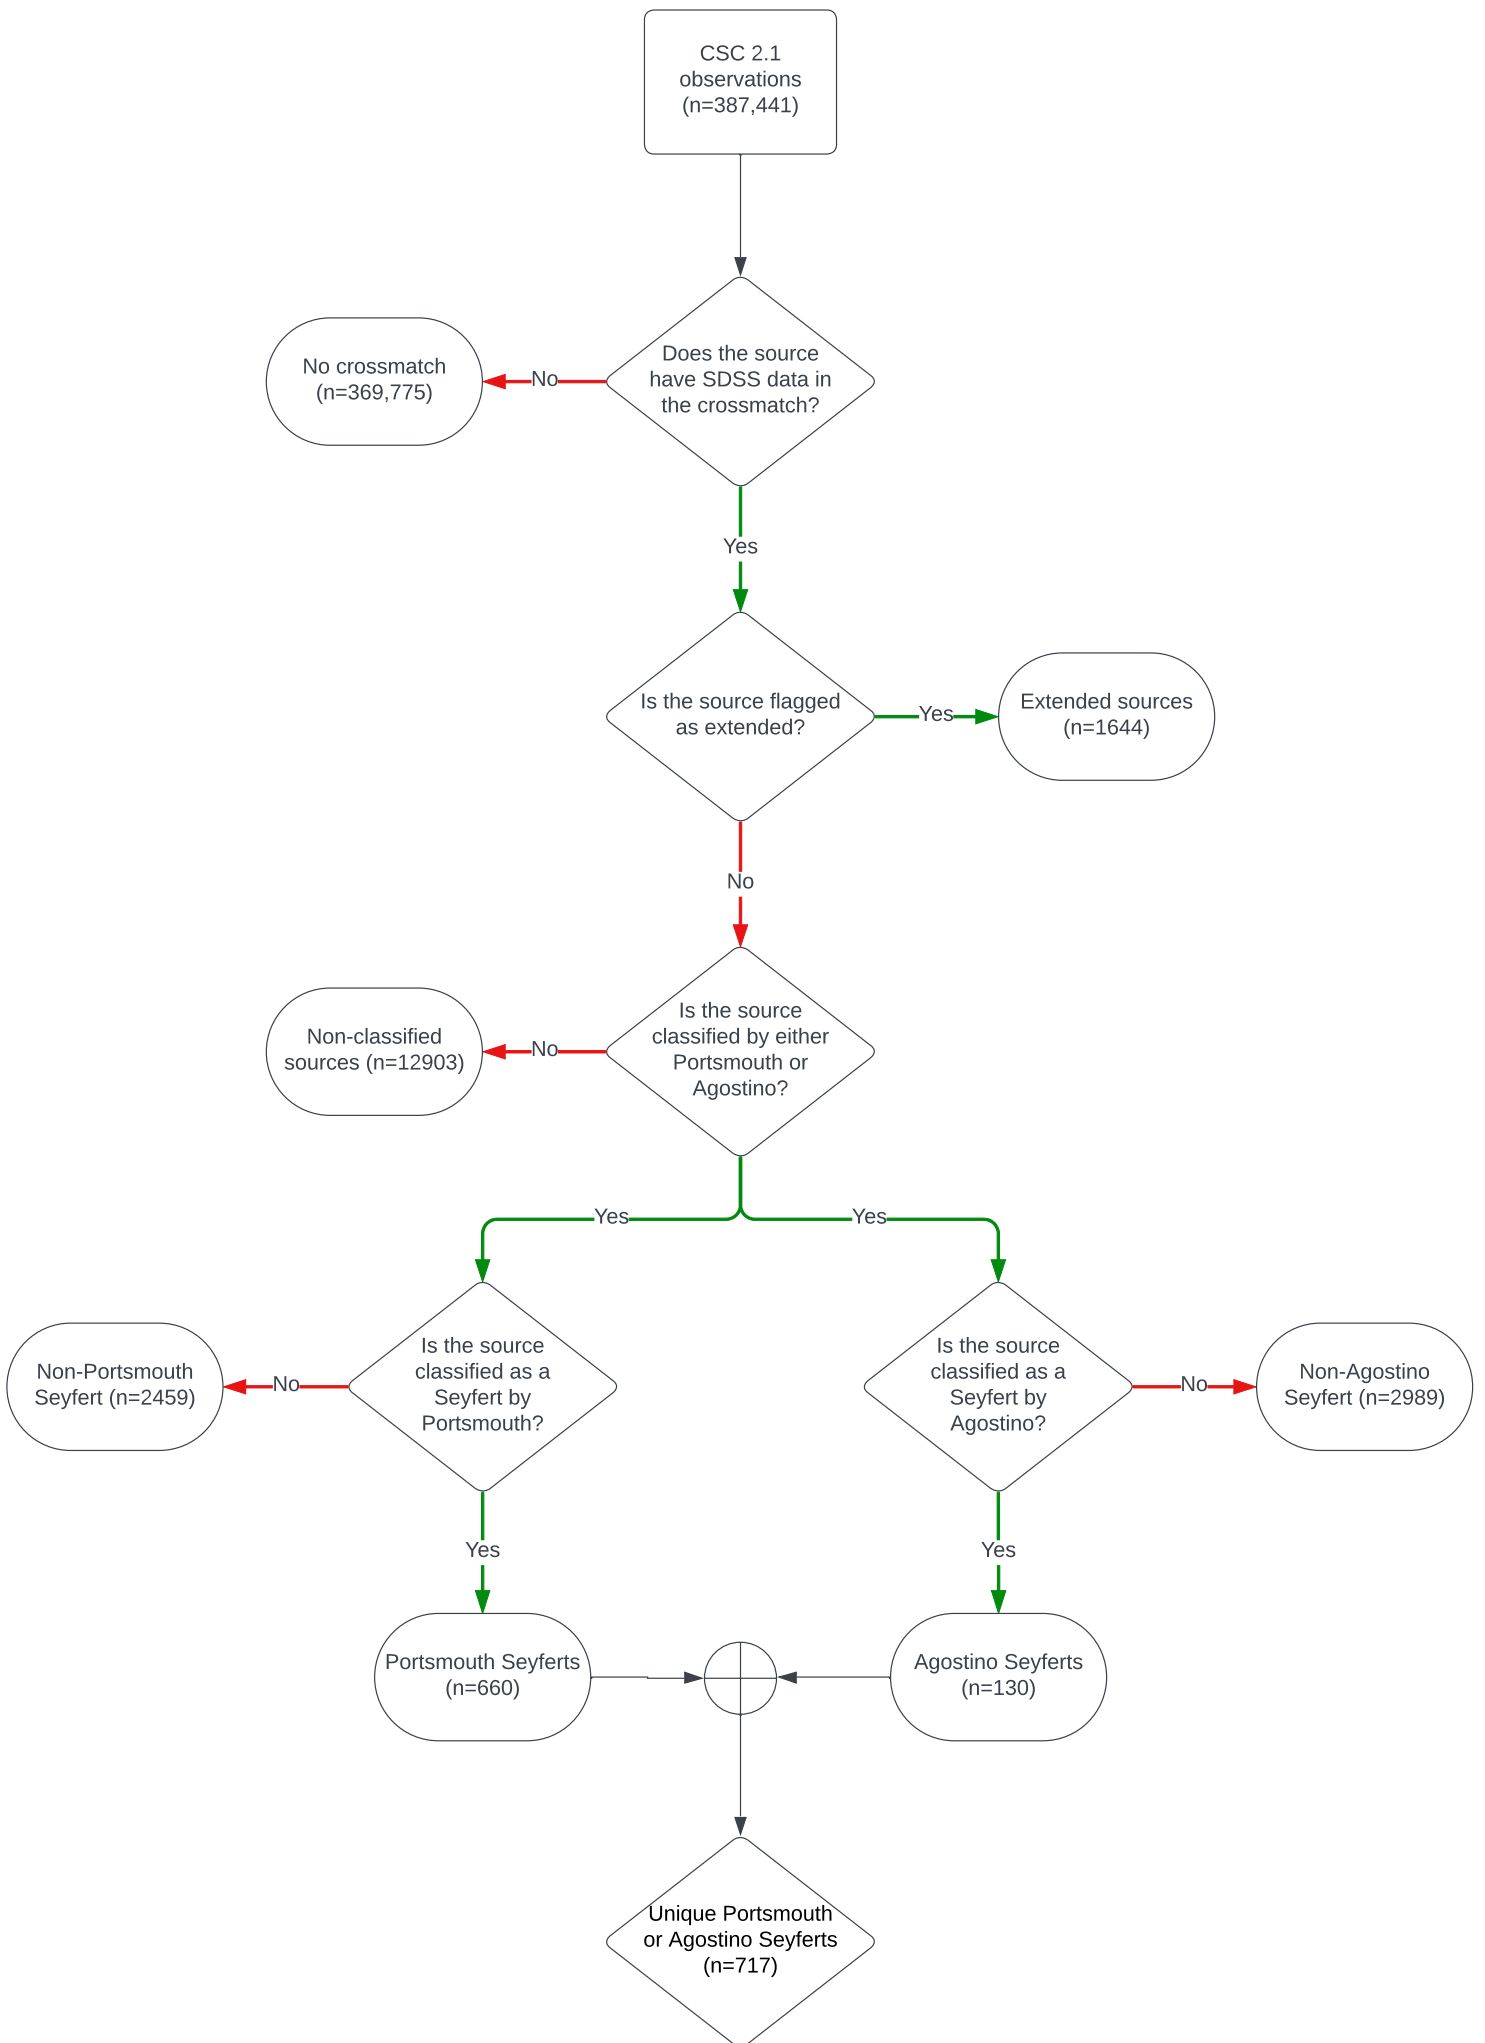 CSC 2.1
observations
(n=387,441)
Does the source
have SDSS data in
the crossmatch?
No
No crossmatch
(n=369,775)
Yes
Is the source flagged
as extended?
Yes
Extended sources
(n=1644)
No
Is the source
classified by either
Portsmouth or
Agostino?
No
Non-classified
sources (n=12903)
Yes
Yes
Is the source
classified as a
Seyfert by
Portsmouth?
No
Non-Portsmouth
Seyfert (n=2459)
Is the source
classified as a
Seyfert by
Agostino?
No
Non-Agostino
Seyfert (n=2989)
Yes
Yes
Portsmouth Seyferts
(n=660)
Agostino Seyferts
(n=130)
Unique Portsmouth
or Agostino Seyferts
(n=717)